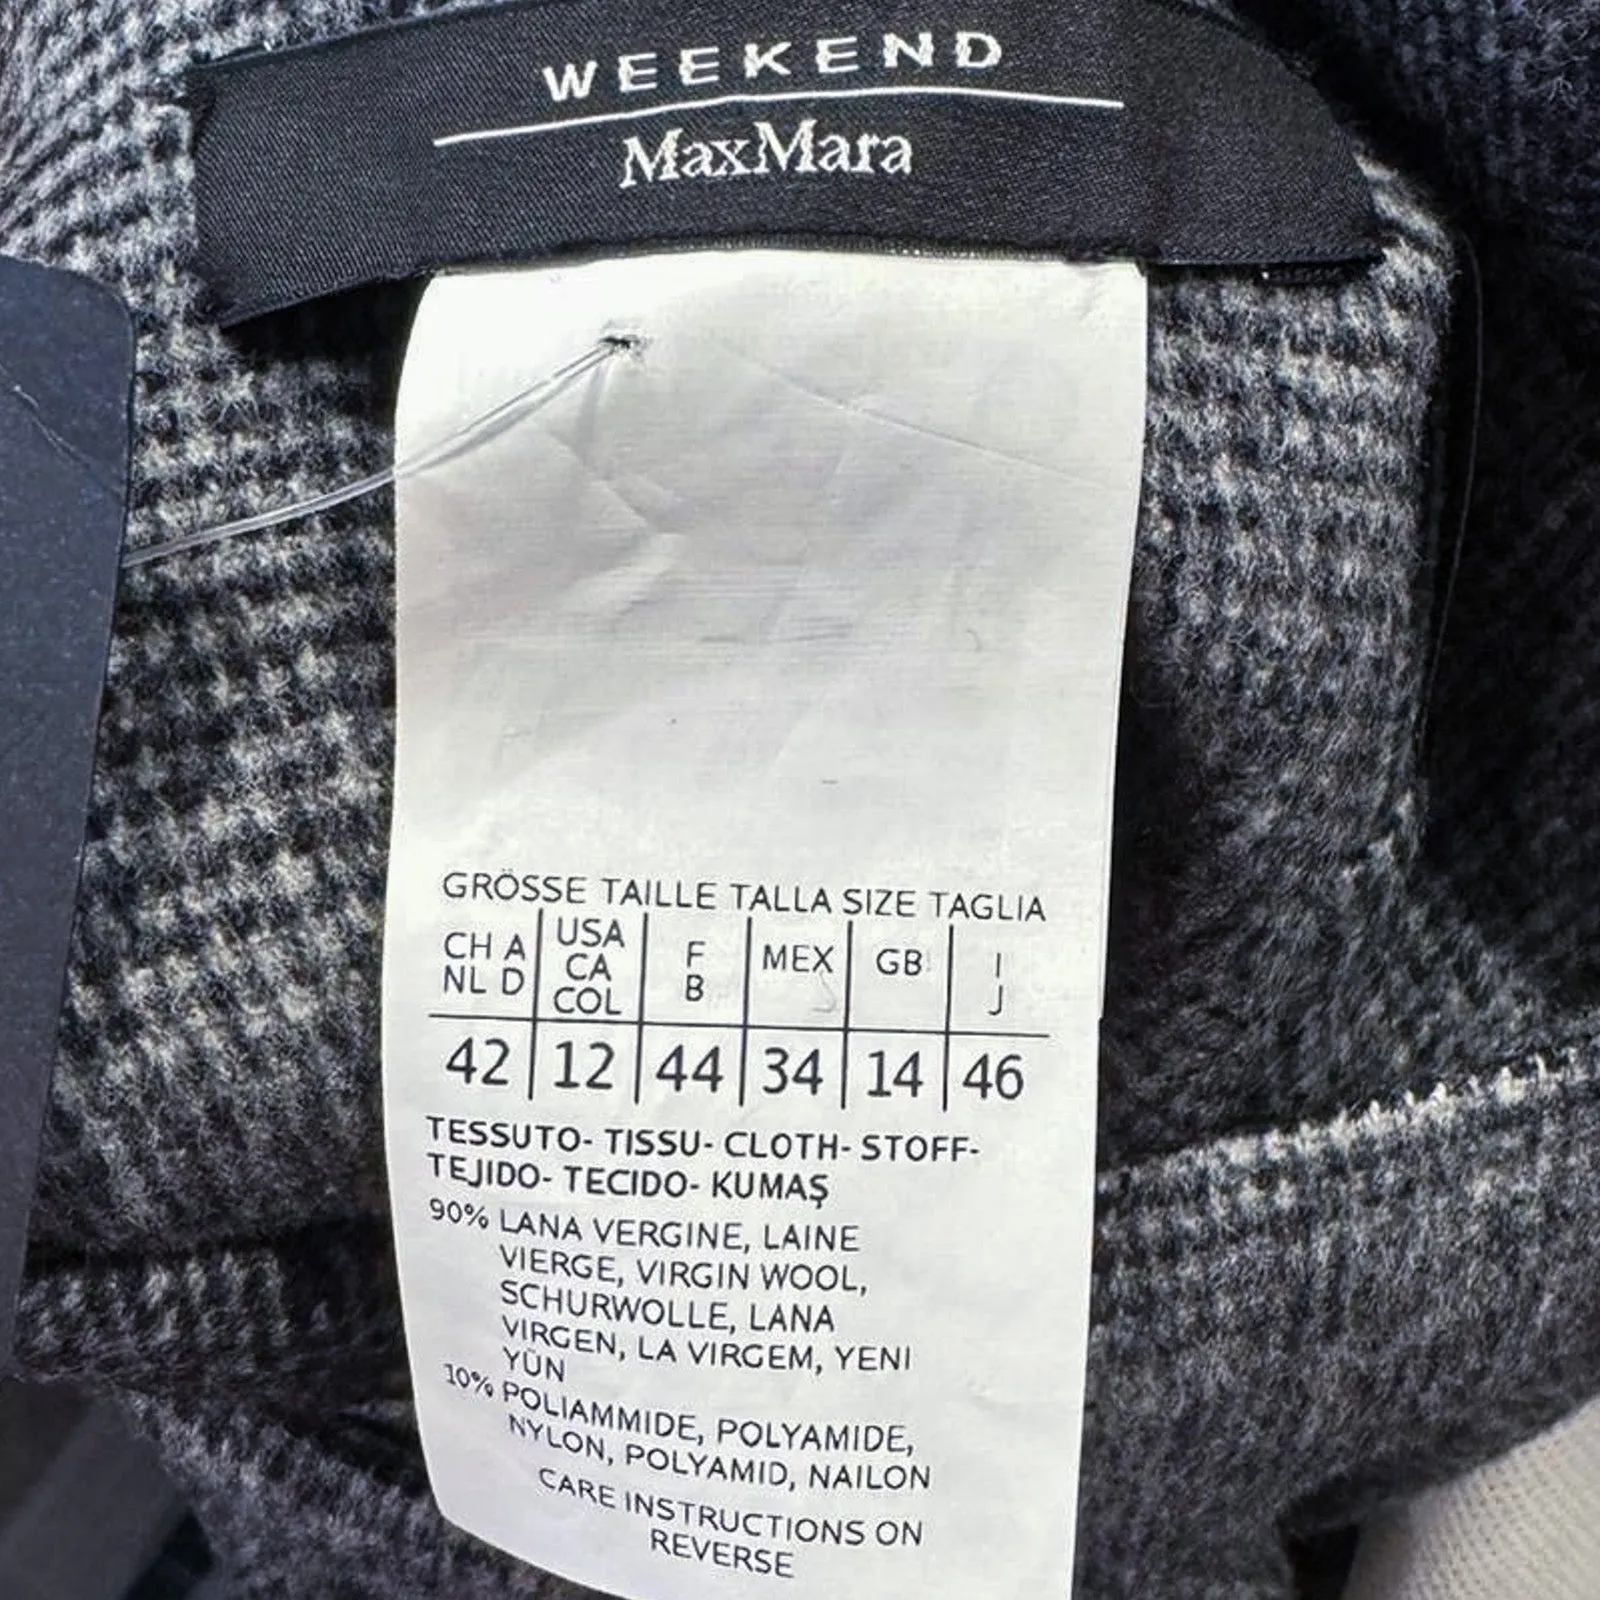 WEEKEND
MaxMara
GRÖSSE TAILLE TALLA SIZE TAGLIA
CH A NL D USA CA COL F B MEX GB I J
42 12 44 34 14 46
TESSUTO- TISSU- CLOTH- STOFF-
TEJIDO- TECIDO- KUMAŞ
90% LANA VERGINE, LAINE
VIERGE, VIRGIN WOOL,
SCHURWOLLE, LANA
VIRGEN, LA VIRGEM, YENI
YÜN
10% POLIAMMIDE, POLYAMIDE,
NYLON, POLYAMID, NAILON
CARE INSTRUCTIONS ON
REVERSE